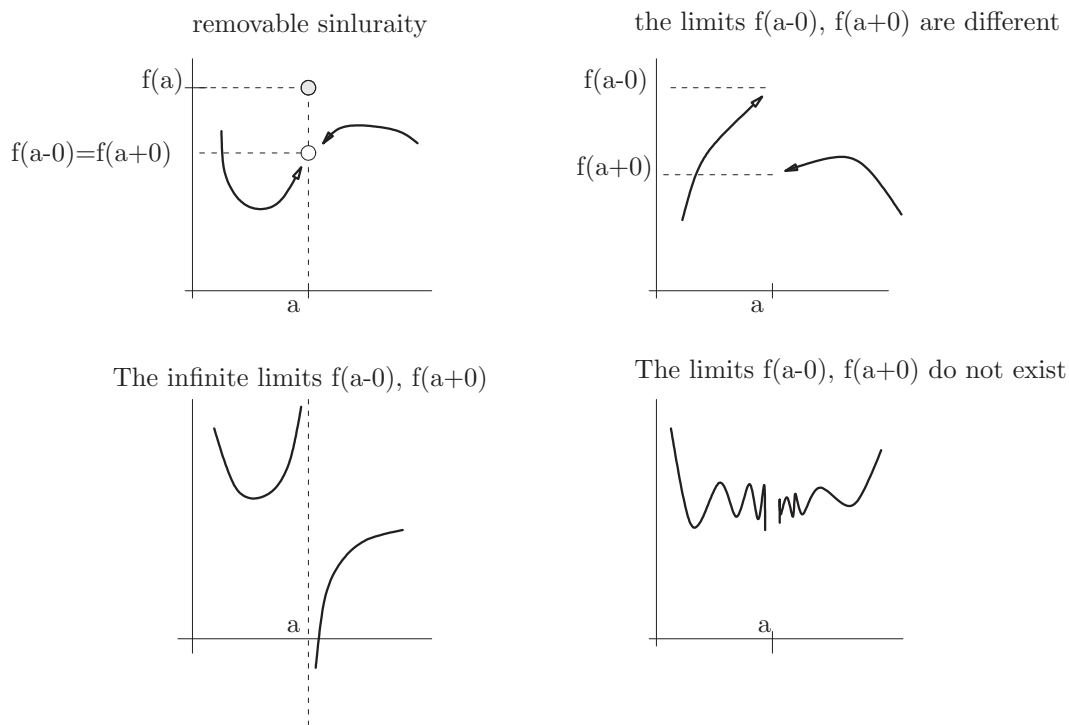 removable sinluraity
f(a)
f(a-0)=f(a+0)
a
the limits f(a-0), f(a+0) are different
f(a-0)
f(a+0)
a
The infinite limits f(a-0), f(a+0)
a
The limits f(a-0), f(a+0) do not exist
a